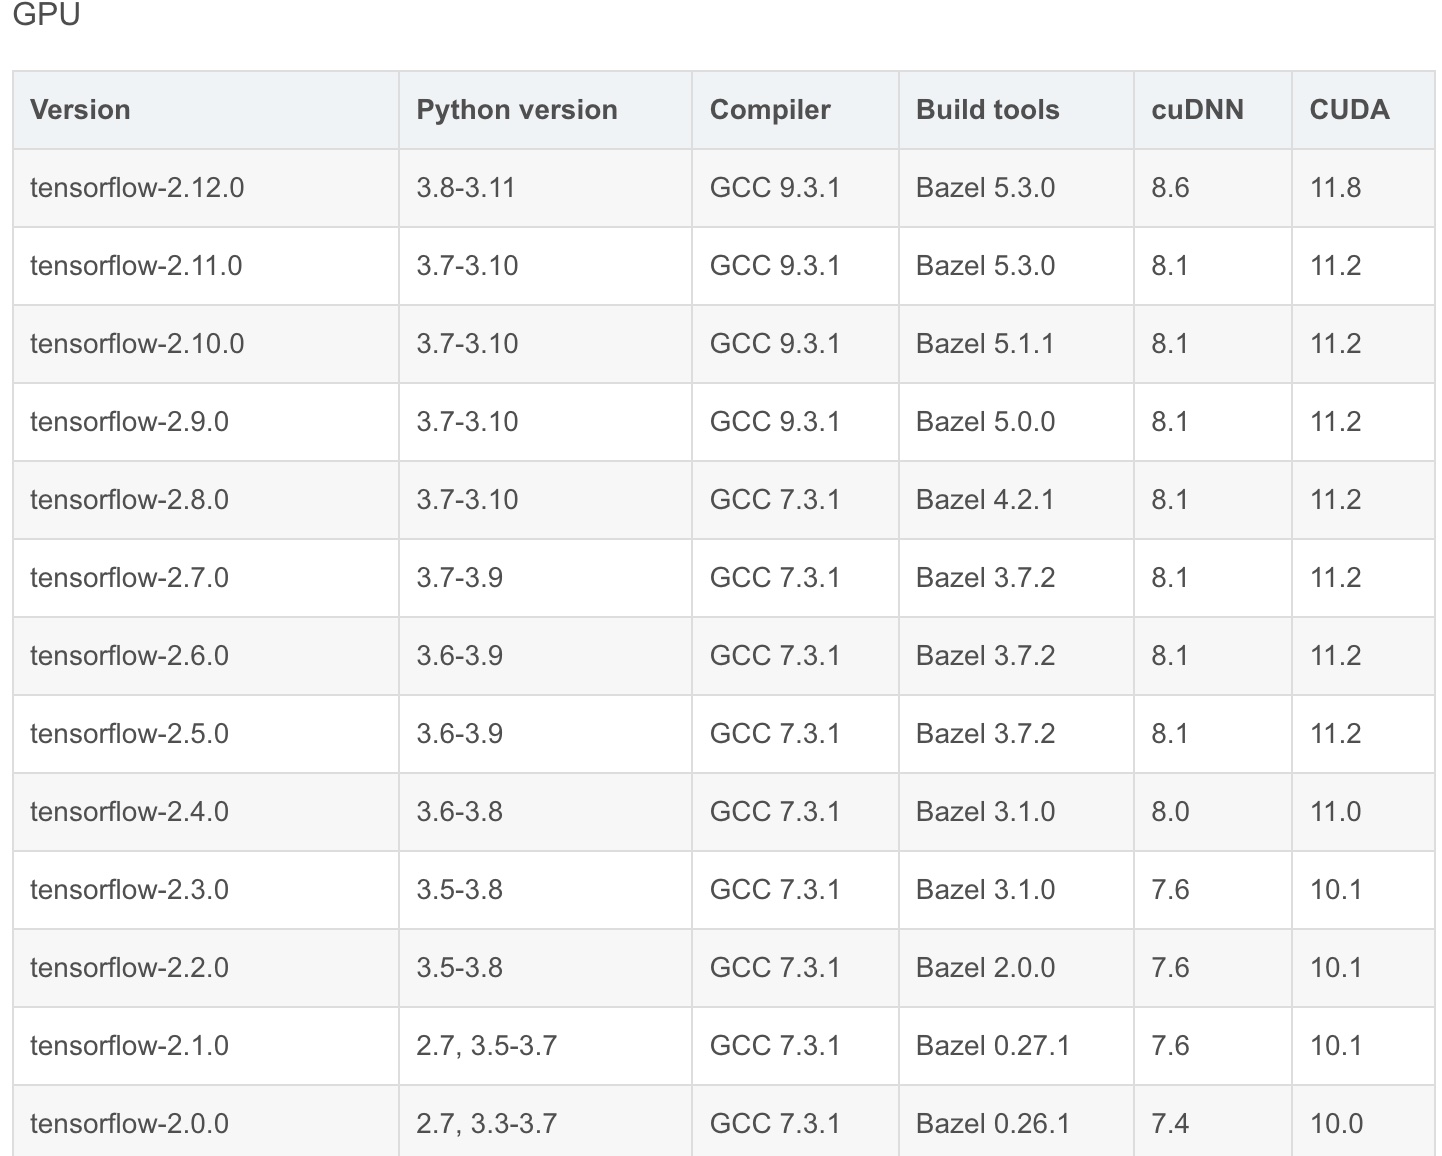 GPU
Version Python version Compiler Build tools cuDNN CUDA
tensorflow-2.12.0 3.8-3.11 GCC 9.3.1 Bazel 5.3.0 8.6 11.8
tensorflow-2.11.0 3.7-3.10 GCC 9.3.1 Bazel 5.3.0 8.1 11.2
tensorflow-2.10.0 3.7-3.10 GCC 9.3.1 Bazel 5.1.1 8.1 11.2
tensorflow-2.9.0 3.7-3.10 GCC 9.3.1 Bazel 5.0.0 8.1 11.2
tensorflow-2.8.0 3.7-3.10 GCC 7.3.1 Bazel 4.2.1 8.1 11.2
tensorflow-2.7.0 3.7-3.9 GCC 7.3.1 Bazel 3.7.2 8.1 11.2
tensorflow-2.6.0 3.6-3.9 GCC 7.3.1 Bazel 3.7.2 8.1 11.2
tensorflow-2.5.0 3.6-3.9 GCC 7.3.1 Bazel 3.7.2 8.1 11.2
tensorflow-2.4.0 3.6-3.8 GCC 7.3.1 Bazel 3.1.0 8.0 11.0
tensorflow-2.3.0 3.5-3.8 GCC 7.3.1 Bazel 3.1.0 7.6 10.1
tensorflow-2.2.0 3.5-3.8 GCC 7.3.1 Bazel 2.0.0 7.6 10.1
tensorflow-2.1.0 2.7, 3.5-3.7 GCC 7.3.1 Bazel 0.27.1 7.6 10.1
tensorflow-2.0.0 2.7, 3.3-3.7 GCC 7.3.1 Bazel 0.26.1 7.4 10.0